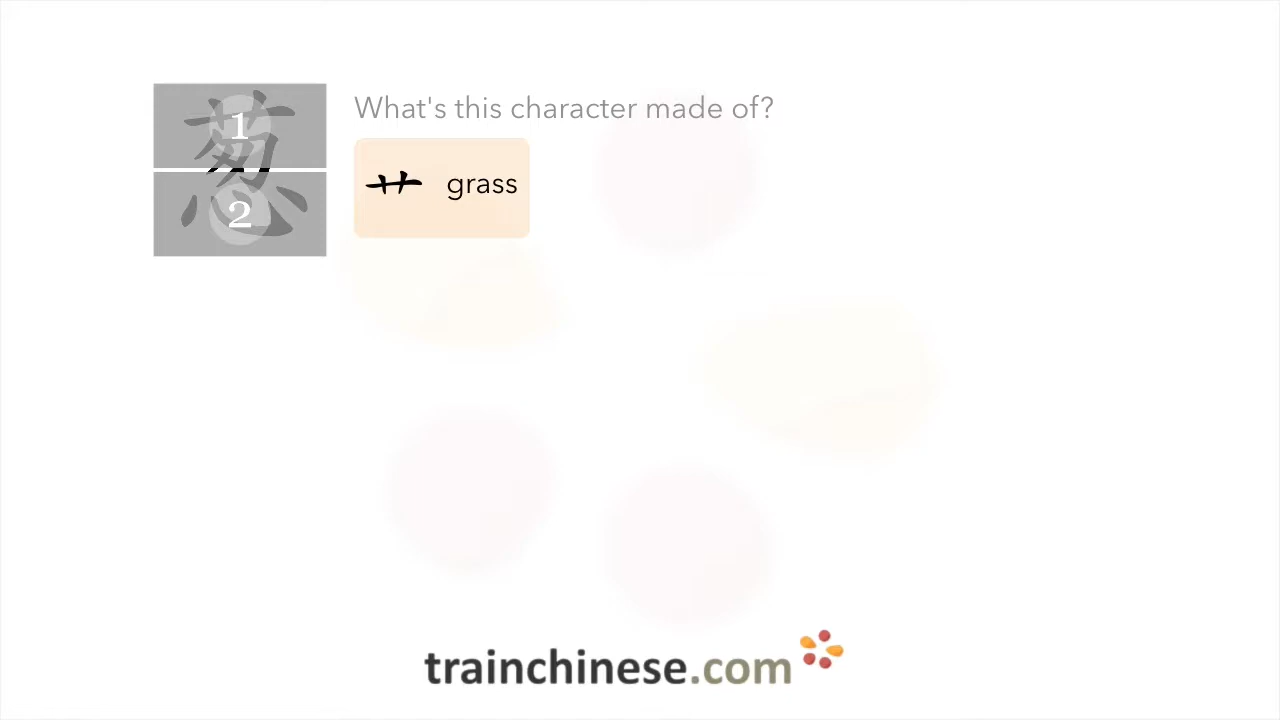 葱
1
2
What's this character made of?
艹 grass
trainchinese.com